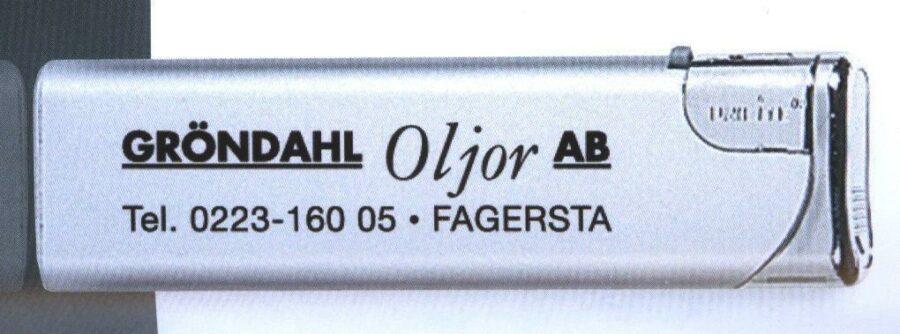 GRÖNDAHL Oljor AB
Tel. 0223-160 05 • FAGERSTA